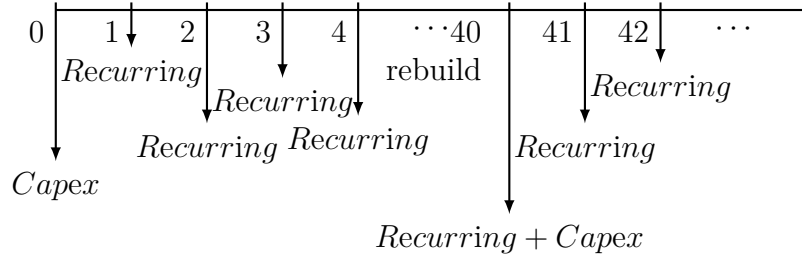 0 1 2 3 4 ⋯40 41 42 ⋯
Recurring rebuild Recurring
Recurring
Recurring Recurring Recurring
Capex
Recurring + Capex